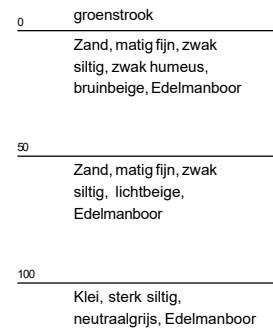 groenstrook
0
Zand, matig fijn, zwak
siltig, zwak humeus,
bruinbeige, Edelmanboor
50
Zand, matig fijn, zwak
siltig, lichtbeige,
Edelmanboor
100
Klei, sterk siltig,
neutraalgrijs, Edelmanboor